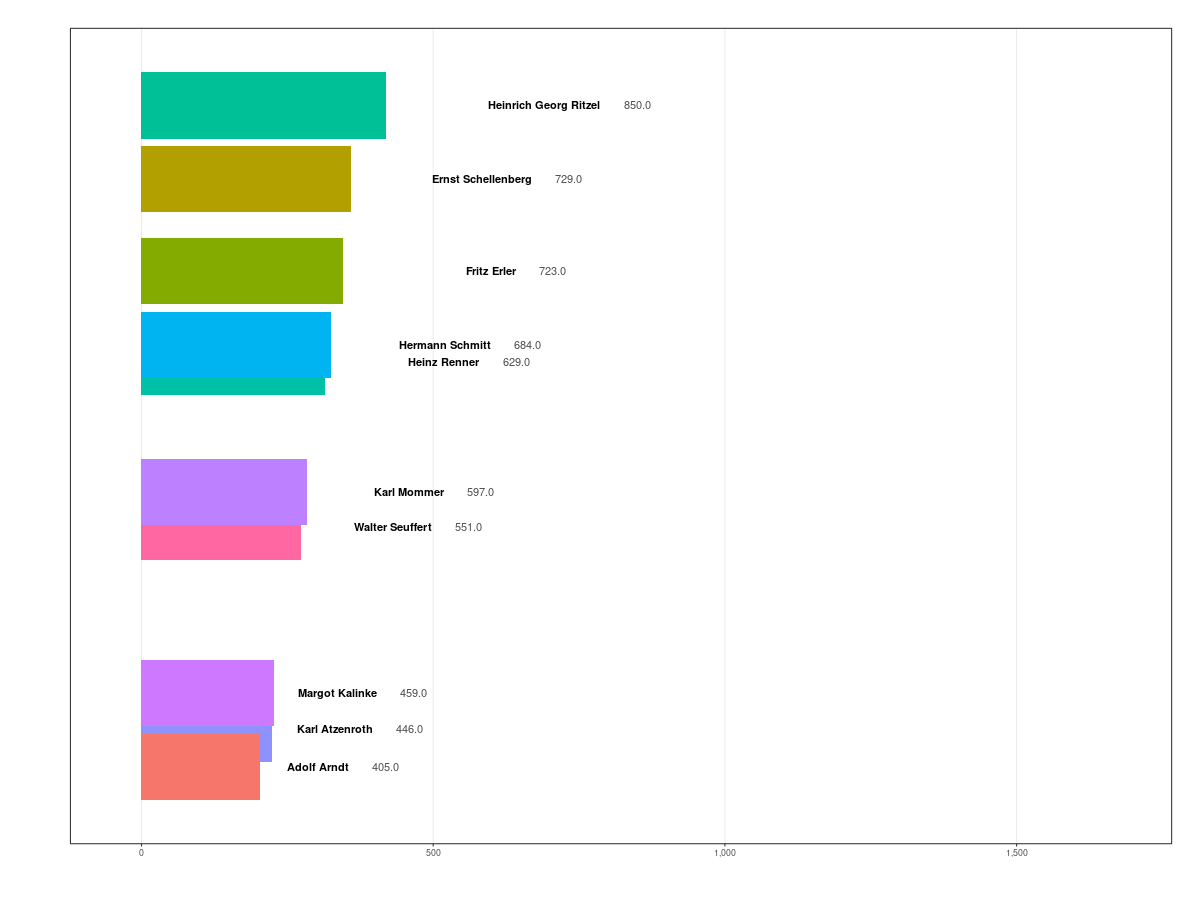 Heinrich Georg Ritzel 850.0
Ernst Schellenberg 729.0
Fritz Erler 723.0
Hermann Schmitt 684.0
Heinz Renner 629.0
Karl Mommer 597.0
Walter Seuffert 551.0
Margot Kalinke 459.0
Karl Atzenroth 446.0
Adolf Arndt 405.0
0 500 1,000 1,500